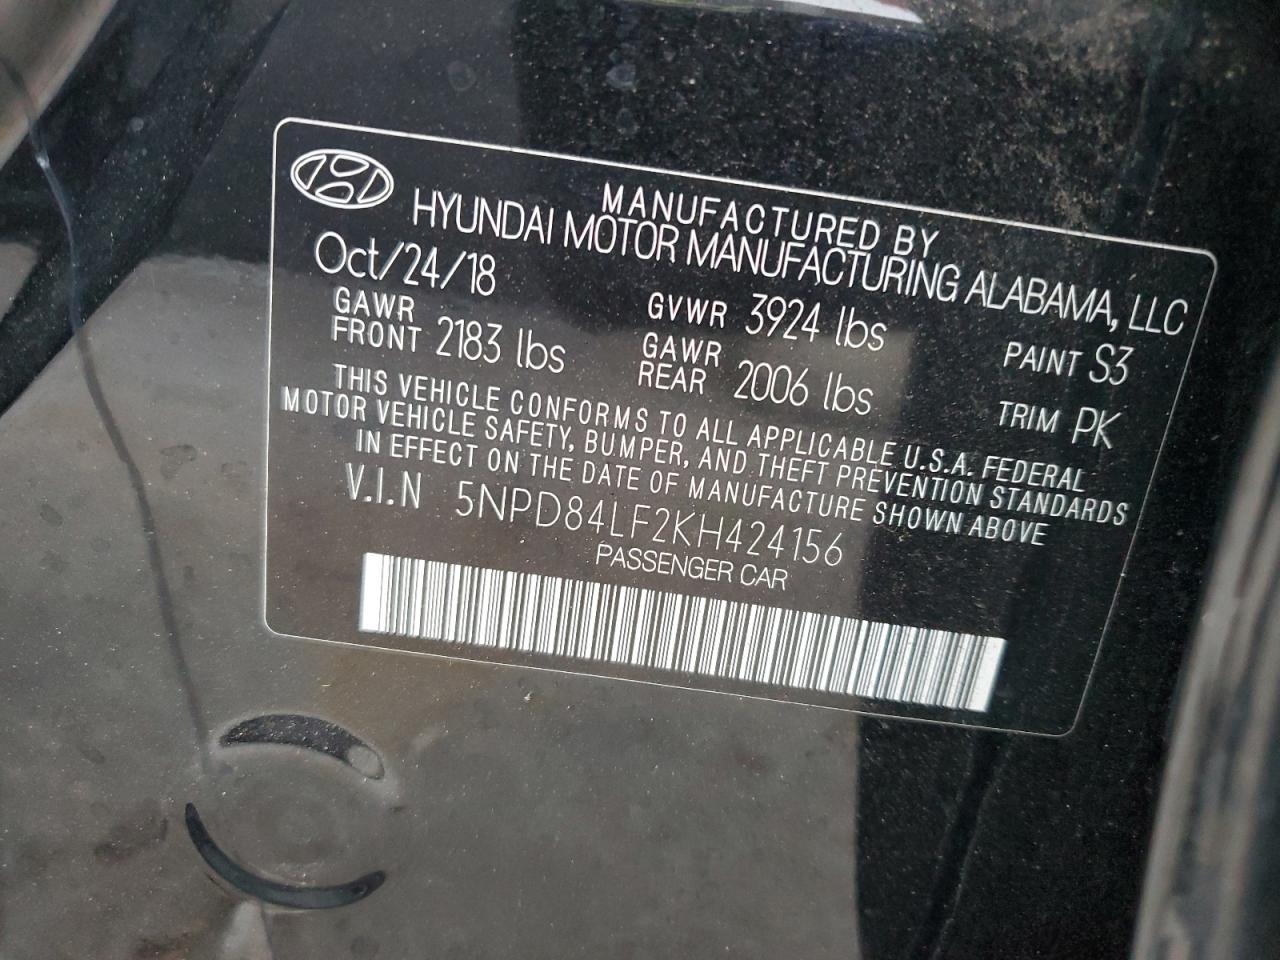 MANUFACTURED BY
HYUNDAI MOTOR MANUFACTURING ALABAMA, LLC
Oct/24/18
GVWR 3924 lbs
PAINT S3
GAWR FRONT 2183 lbs
GAWR REAR 2006 lbs
TRIM PK
THIS VEHICLE CONFORMS TO ALL APPLICABLE U.S.A. FEDERAL
MOTOR VEHICLE SAFETY, BUMPER, AND THEFT PREVENTION STANDARDS
IN EFFECT ON THE DATE OF MANUFACTURE SHOWN ABOVE
V.I.N 5NPD84LF2KH424156
PASSENGER CAR